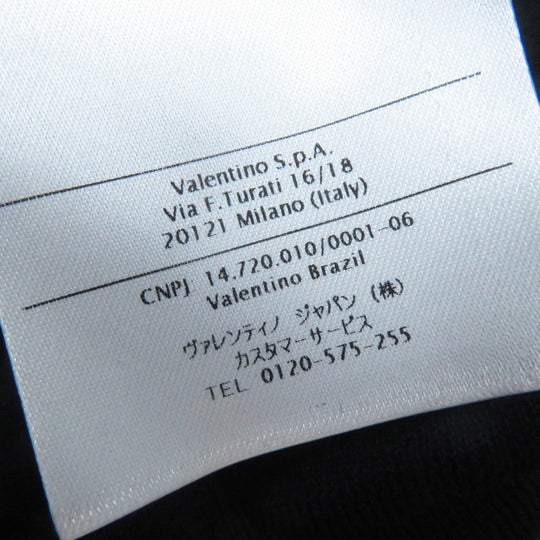 Valentino S.p.A.
Via F.Turati 16/18
20121 Milano (Italy)
CNPJ 14.720.010/0001-06
Valentino Brazil
ヴァレンティノ ジャパン (株)
カスタマーサービス
TEL 0120-575-255